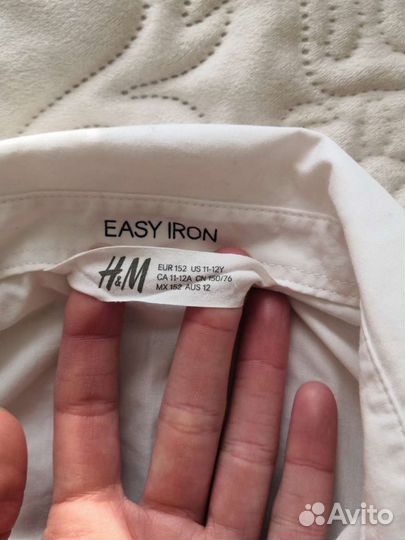 EASY IRON
H&M
EUR 152 US 11-12Y
CA 11-12A CN 150/76
MX 152 AUS 12
Avito